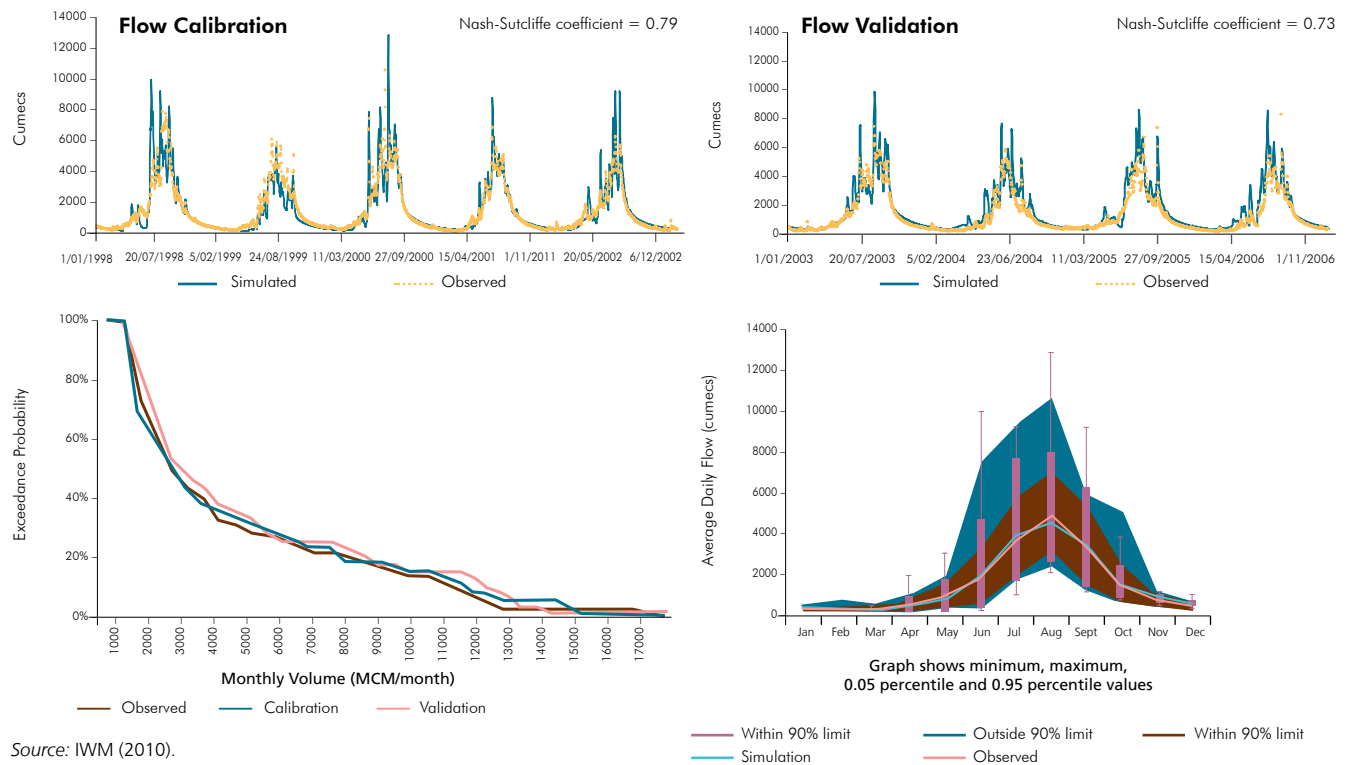 Flow Calibration
Nash-Sutcliffe coefficient = 0.79
Cumecs
14000
12000
10000
8000
6000
4000
2000
0
1/01/1998 20/07/1998 5/02/1999 24/08/1999 11/03/2000 27/09/2000 15/04/2001 1/11/2011 20/05/2002 6/12/2002
Simulated Observed
Flow Validation
Nash-Sutcliffe coefficient = 0.73
Cumecs
14000
12000
10000
8000
6000
4000
2000
0
1/01/2003 20/07/2003 5/02/2004 23/06/2004 11/03/2005 27/09/2005 15/04/2006 1/11/2006
Simulated Observed
Exceedance Probability
100%
80%
60%
40%
20%
0%
1000 2000 3000 4000 5000 6000 7000 8000 9000 10000 11000 12000 13000 14000 15000 16000 17000
Monthly Volume (MCM/month)
Observed Calibration Validation
Average Daily Flow (cumecs)
14000
12000
10000
8000
6000
4000
2000
0
Jan Feb Mar Apr May Jun Jul Aug Sept Oct Nov Dec
Graph shows minimum, maximum,
0.05 percentile and 0.95 percentile values
Within 90% limit Outside 90% limit Within 90% limit
Simulation Observed
Source: IWM (2010).